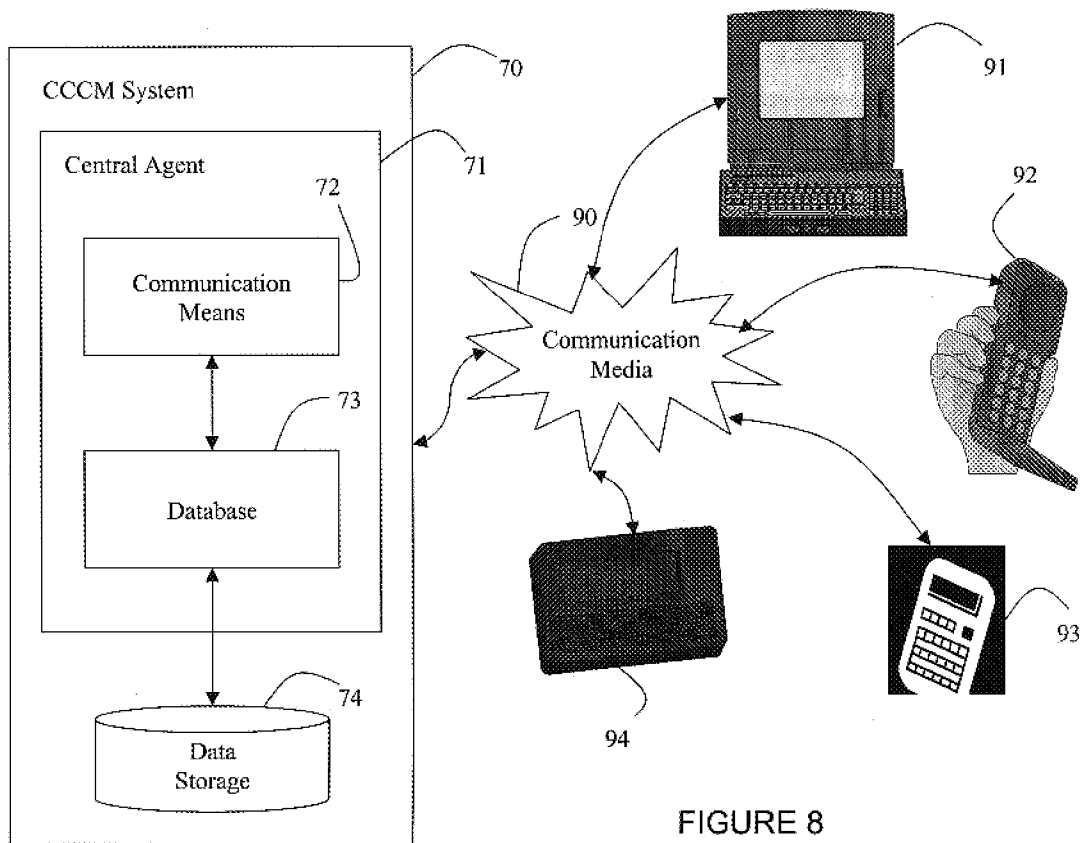 CCCM System
70
Central Agent
71
72
Communication
Means
73
Database
74
Data
Storage
90
Communication
Media
91
92
93
94
FIGURE 8